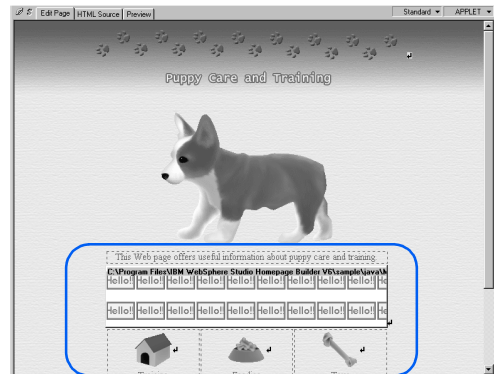 Edit Page HTML Source Preview Standard APPLET
Puppy Care and Training
This Web page offers useful information about puppy care and training.
C:\Program Files\IBM WebSphere Studio Homepage Builder V6\sample\java\
Hello!! Hello!! Hello!! Hello!! Hello!! Hello!! Hello!! Hello!! Hello!! He
Hello!! Hello!! Hello!! Hello!! Hello!! Hello!! Hello!! Hello!! Hello!! He